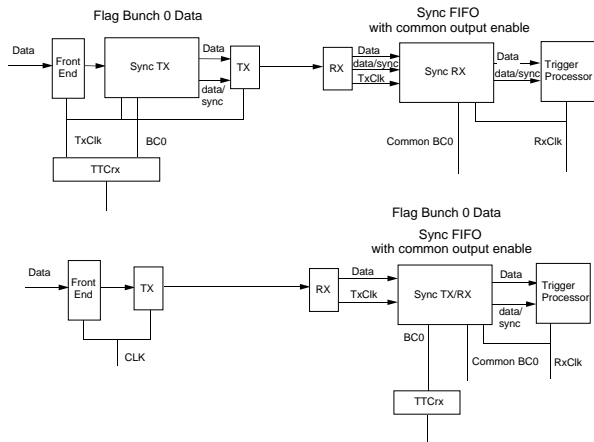 Flag Bunch 0 Data
Sync FIFO
with common output enable
Data
Front
End
Sync TX
Data
data/
sync
TX
RX
Data
data/sync
TxClk
Sync RX
Data
data/sync
Trigger
Processor
TxClk
BC0
Common BC0
RxClk
TTCrx
Flag Bunch 0 Data
Sync FIFO
with common output enable
Data
Front
End
TX
RX
Data
TxClk
Sync TX/RX
Data
data/
sync
Trigger
Processor
CLK
BC0
Common BC0
RxClk
TTCrx